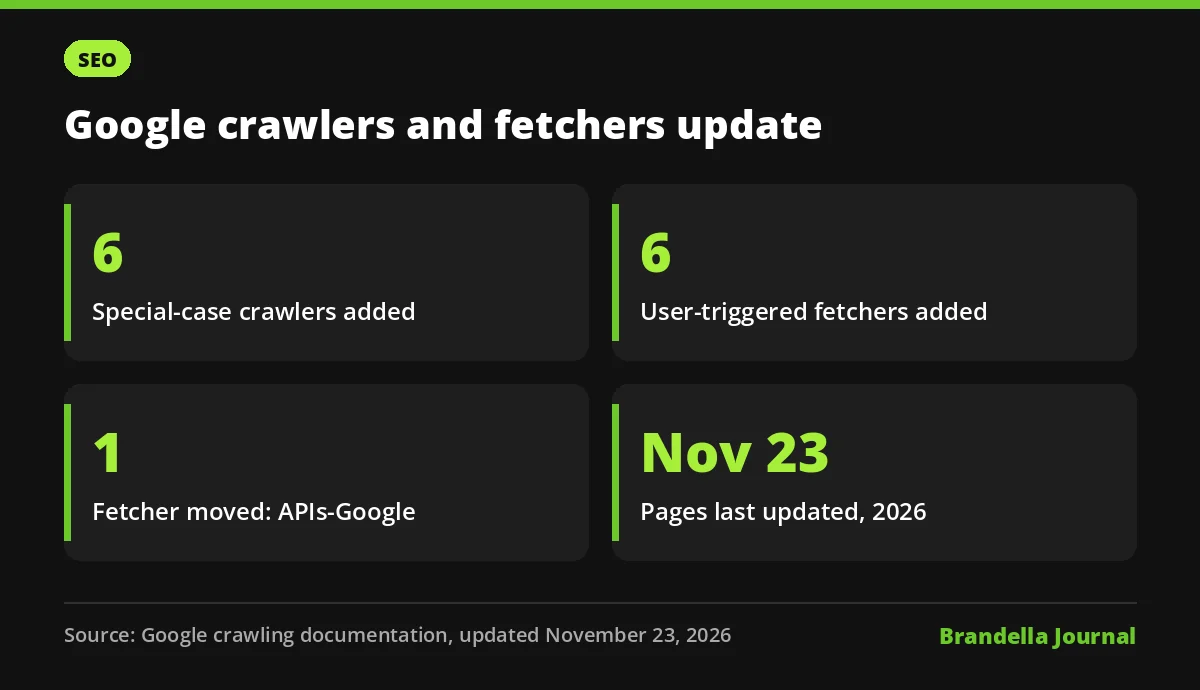 SEO
Google crawlers and fetchers update
6
Special-case crawlers added
6
User-triggered fetchers added
1
Fetcher moved: APIs-Google
Nov 23
Pages last updated, 2026
Source: Google crawling documentation, updated November 23, 2026
Brandella Journal